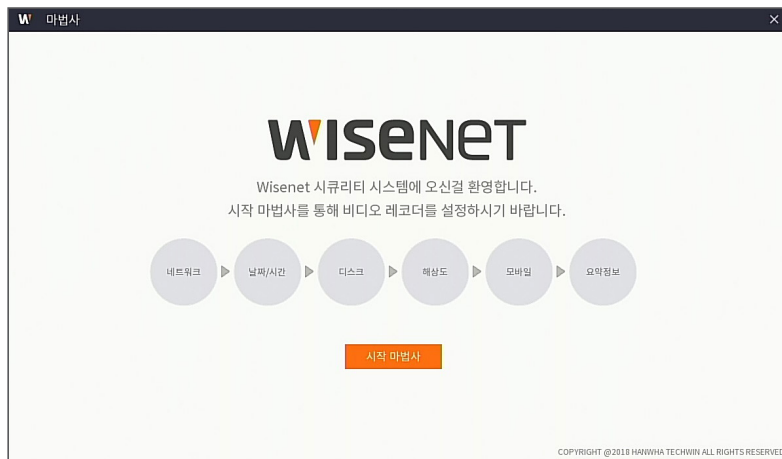 W 마법사
WISENET
Wisenet 시큐리티 시스템에 오신걸 환영합니다.
시작 마법사를 통해 비디오 레코더를 설정하시기 바랍니다.
네트워크 날짜/시간 디스크 해상도 모바일 요약정보
시작 마법사
COPYRIGHT @2018 HANWHA TECHWIN ALL RIGHTS RESERVED